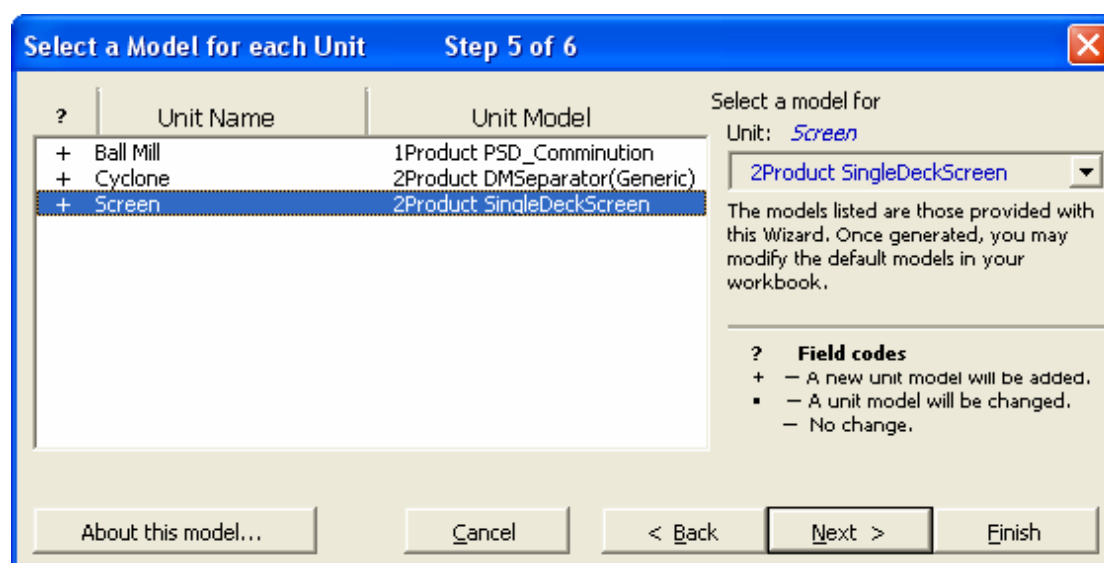 Select a Model for each Unit Step 5 of 6
? Unit Name Unit Model
+ Ball Mill 1Product PSD_Comminution
+ Cyclone 2Product DMSeparator(Generic)
+ Screen 2Product SingleDeckScreen
Select a model for
Unit: Screen
2Product SingleDeckScreen
The models listed are those provided with
this Wizard. Once generated, you may
modify the default models in your
workbook.
? Field codes
+ — A new unit model will be added.
▪ — A unit model will be changed.
— No change.
About this model... Cancel < Back Next > Finish